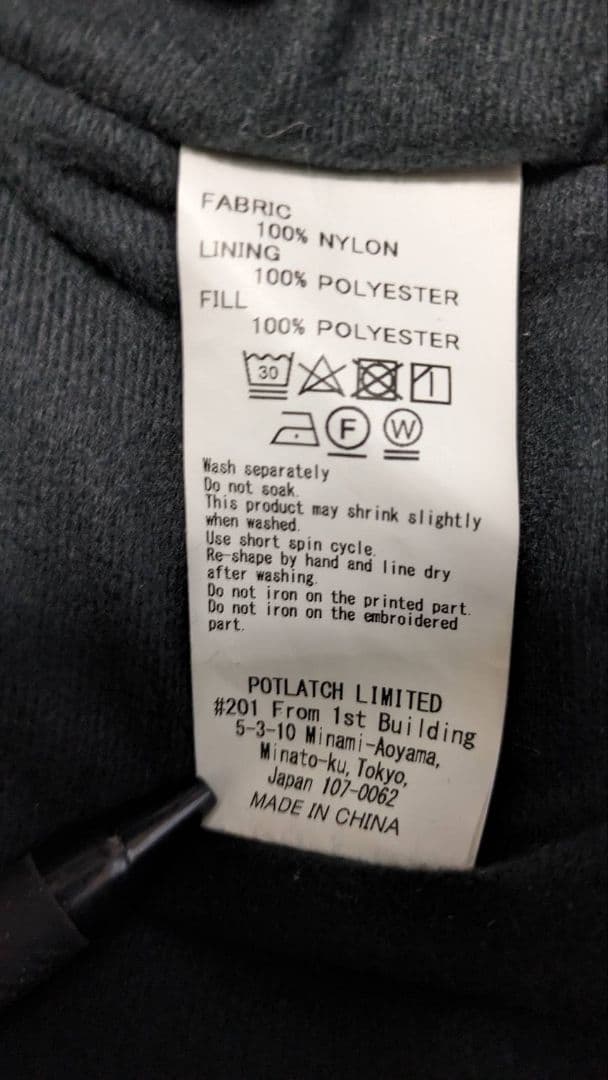 FABRIC
100% NYLON
LINING
100% POLYESTER
FILL
100% POLYESTER
30
F W
Wash separately
Do not soak.
This product may shrink slightly
when washed.
Use short spin cycle.
Re-shape by hand and line dry
after washing.
Do not iron on the printed part.
Do not iron on the embroidered
part.
POTLATCH LIMITED
#201 From 1st Building
5-3-10 Minami-Aoyama,
Minato-ku, Tokyo,
Japan 107-0062
MADE IN CHINA